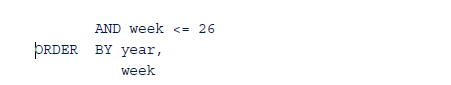 AND week <= 26
ORDER BY year,
week